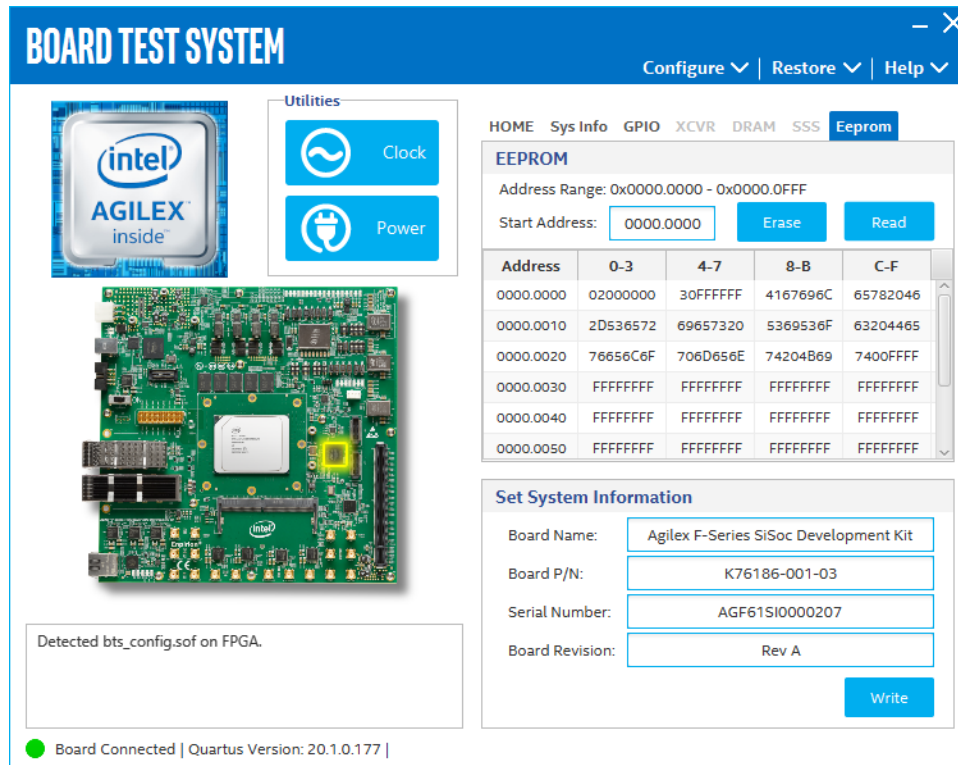 BOARD TEST SYSTEM
Configure | Restore | Help
Utilities
Clock
Power
intel
AGILEX
inside
HOME Sys Info GPIO XCVR DRAM SSS Eeprom
EEPROM
Address Range: 0x0000.0000 - 0x0000.0FFF
Start Address: 0000.0000 Erase Read
Address 0-3 4-7 8-B C-F
0000.0000 02000000 30FFFFFF 4167696C 65782046
0000.0010 2D536572 69657320 5369536F 63204465
0000.0020 76656C6F 706D656E 74204B69 7400FFFF
0000.0030 FFFFFFFF FFFFFFFF FFFFFFFF FFFFFFFF
0000.0040 FFFFFFFF FFFFFFFF FFFFFFFF FFFFFFFF
0000.0050 FFFFFFFF FFFFFFFF FFFFFFFF FFFFFFFF
intel
Enpirion
CE
Set System Information
Board Name: Agilex F-Series SiSoc Development Kit
Board P/N: K76186-001-03
Serial Number: AGF61SI0000207
Board Revision: Rev A
Write
Detected bts_config.sof on FPGA.
Board Connected | Quartus Version: 20.1.0.177 |